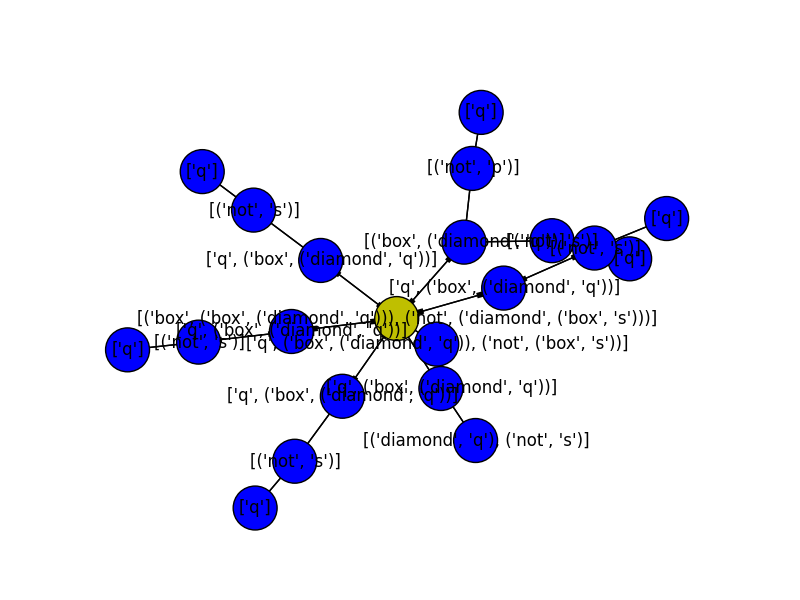 ['q']
[('not', 'p')]
['q']
[('not', 's')]
['q']
[('box', ('diamond', 'q'))]
[('not', 's')]
['q', ('box', ('diamond', 'q'))]
['q']
['q', ('box', ('diamond', 'q'))]
[('box', ('box', ('diamond', 'q'))), ('not', ('diamond', ('box', 's')))]
['q', ('box', ('diamond', 'q'))]
[('not', 's')]
['q', ('box', ('diamond', 'q')), ('not', ('box', 's'))]
['q']
['q', ('box', ('diamond', 'q'))]
['q', ('box', ('diamond', 'q'))]
[('diamond', 'q'), ('not', 's')]
[('not', 's')]
['q']